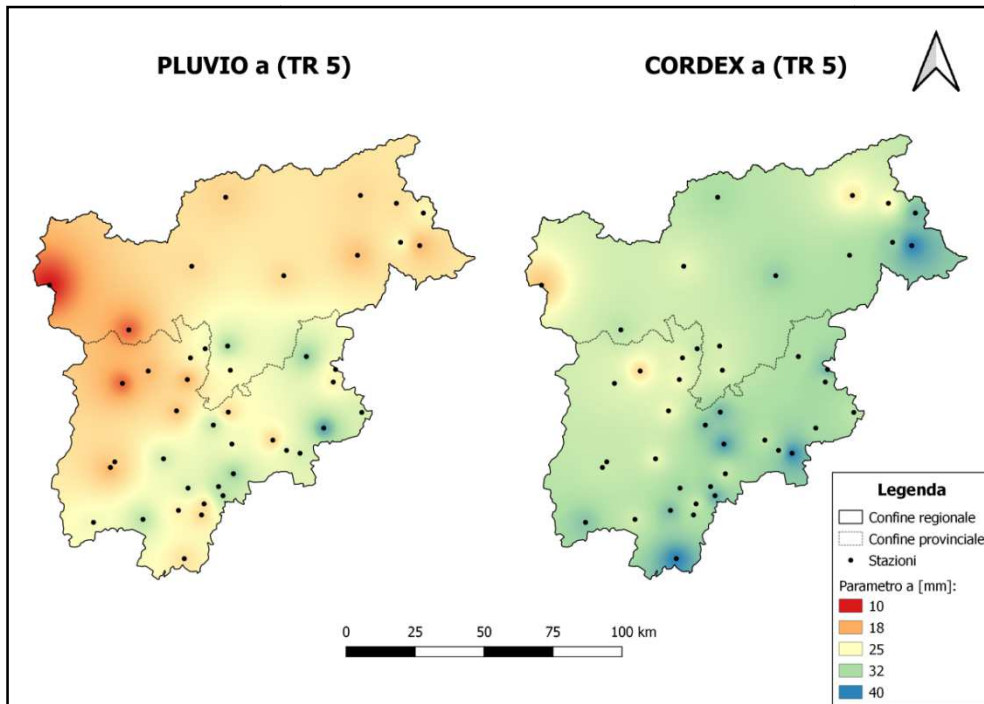 PLUVIO a (TR 5)
CORDEX a (TR 5)
Legenda
Confine regionale
Confine provinciale
Stazioni
Parametro a [mm]:
10
18
25
32
40
0 25 50 75 100 km